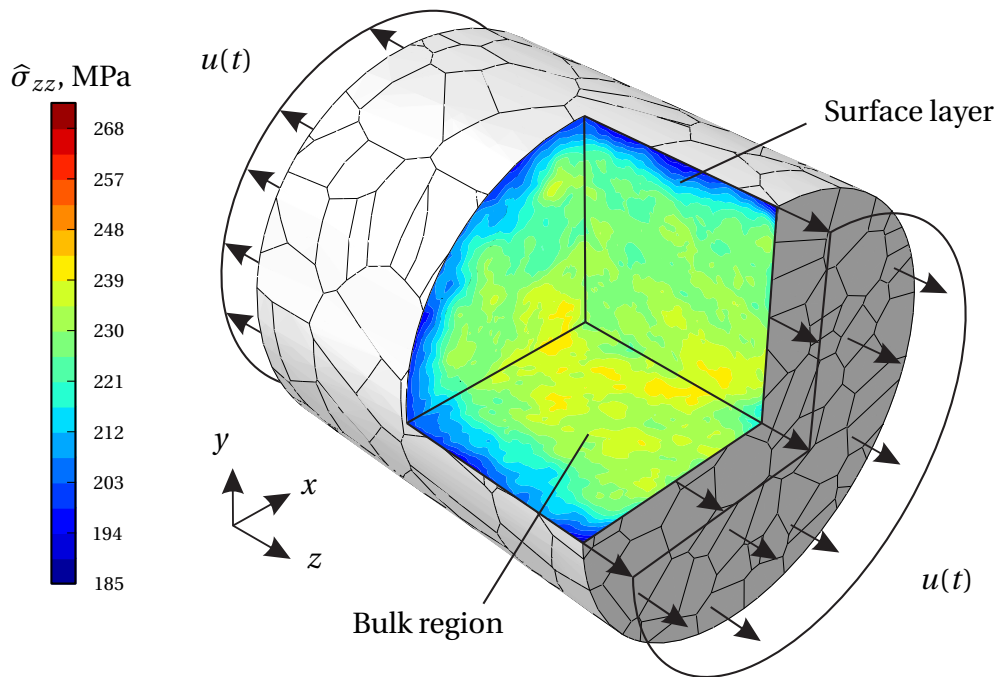 u(t)
σ̂zz, MPa
Surface layer
268
257
248
239
230
221
212
203
194
185
y
x
z
u(t)
Bulk region